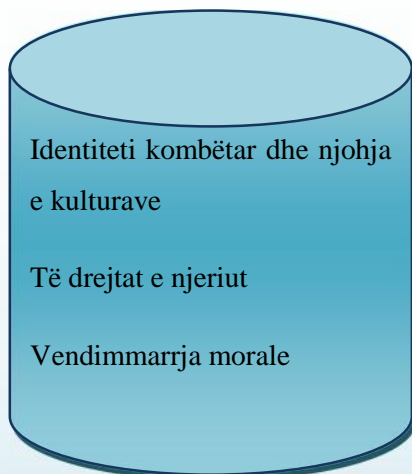 Identiteti kombëtar dhe njohja
e kulturave
Të drejtat e njeriut
Vendimmarrja morale